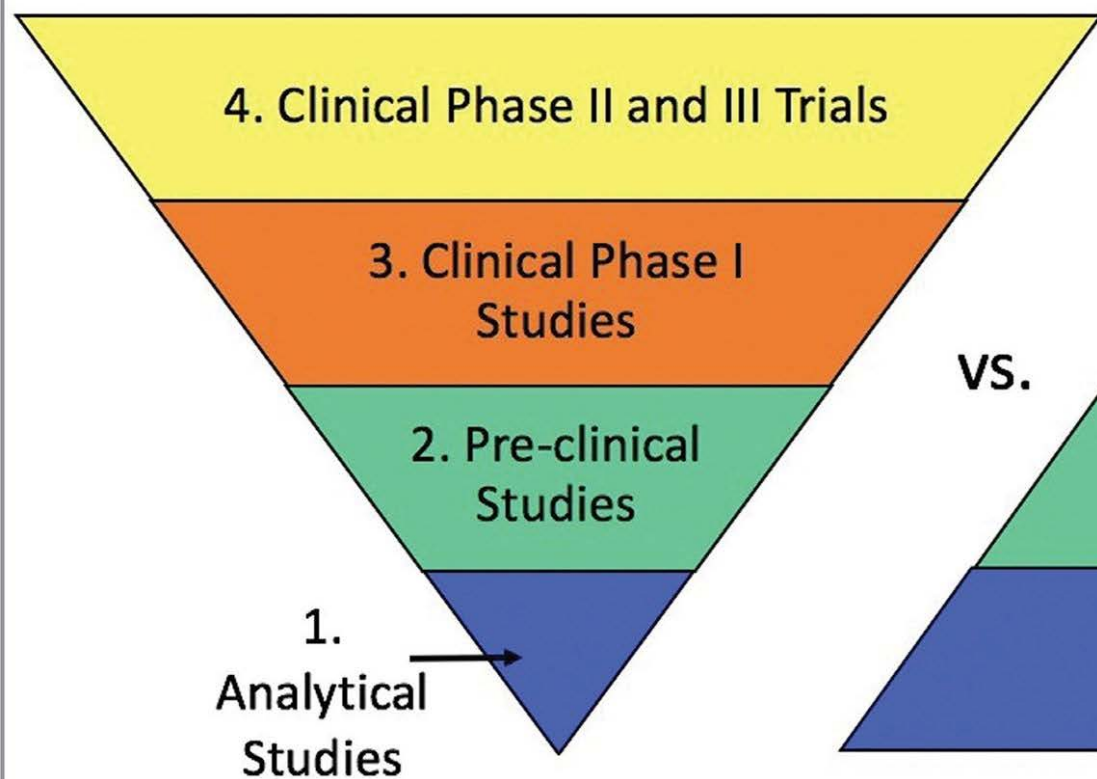 4. Clinical Phase II and III Trials
3. Clinical Phase I
Studies
2. Pre-clinical
Studies
vs.
1.
Analytical
Studies